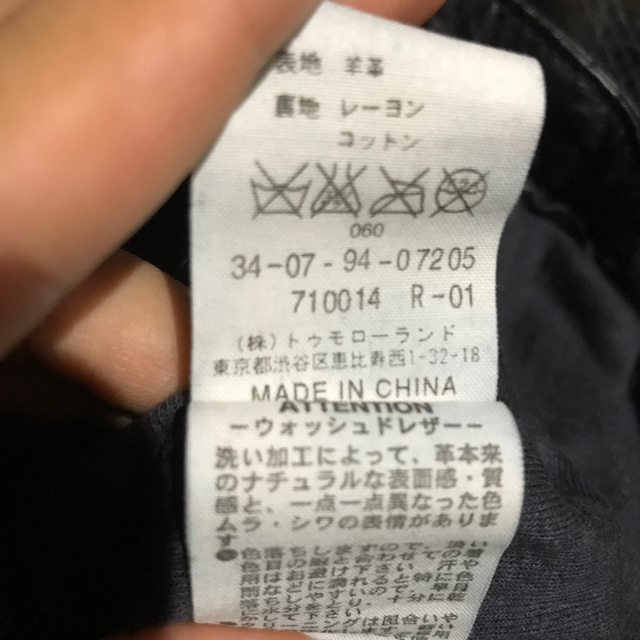 表地 羊革
裏地 レーヨン
コットン
060
34-07-94-07205
710014 R-01
(株)トゥモローランド
東京都渋谷区恵比寿西1-32-18
MADE IN CHINA
ATTENTION
ーウォッシュドレザーー
洗い加工によって、革本来
のナチュラルな表面感・質
感と、一点一点異なった色
ムラ・シワの表情がありま
す